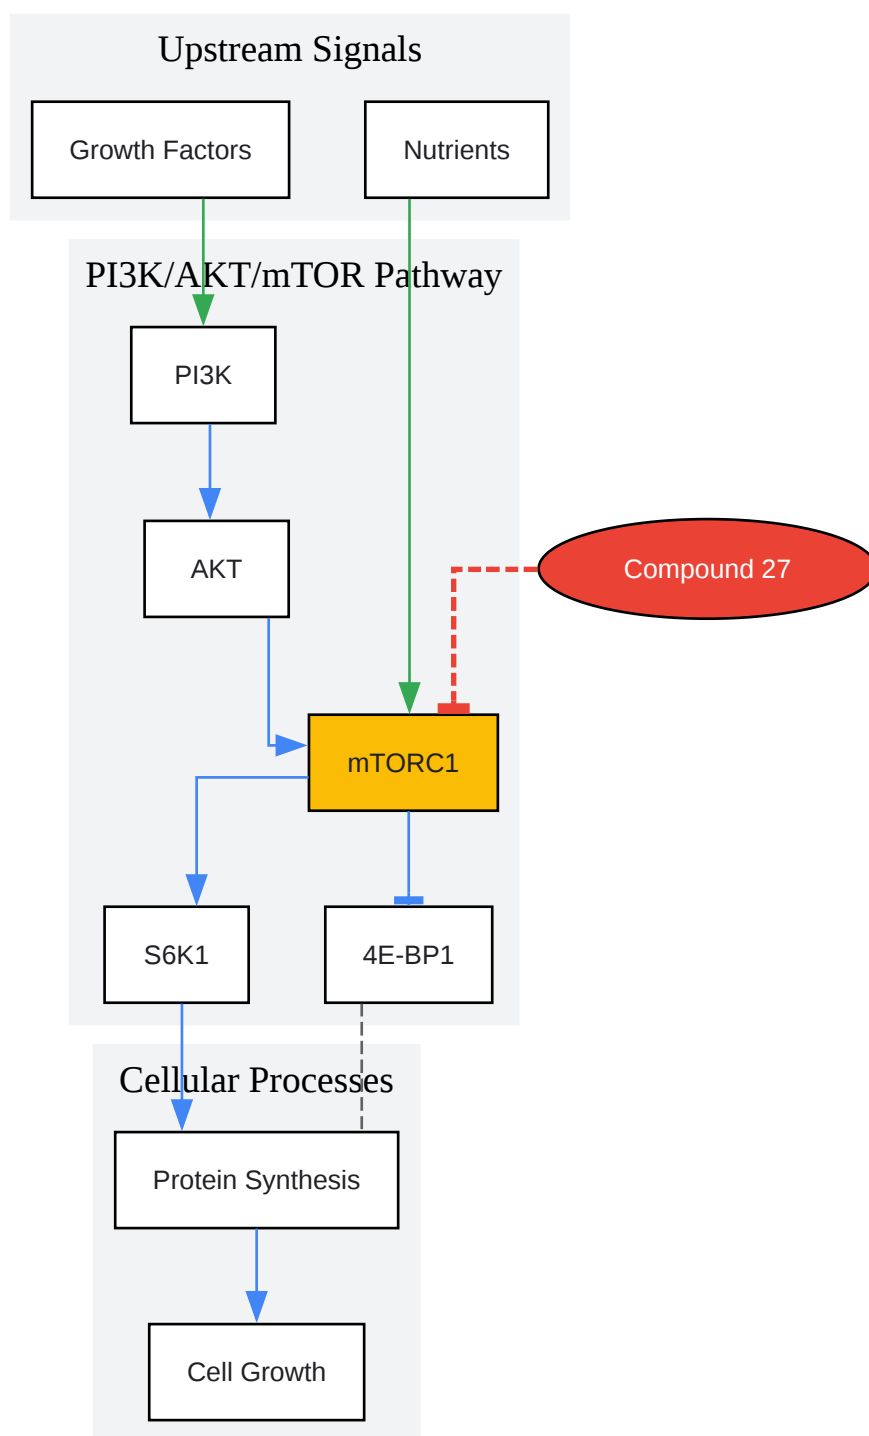 Upstream Signals
Growth Factors
Nutrients
PI3K/AKT/mTOR Pathway
PI3K
AKT
Compound 27
mTORC1
S6K1
4E-BP1
Cellular Processes
Protein Synthesis
Cell Growth